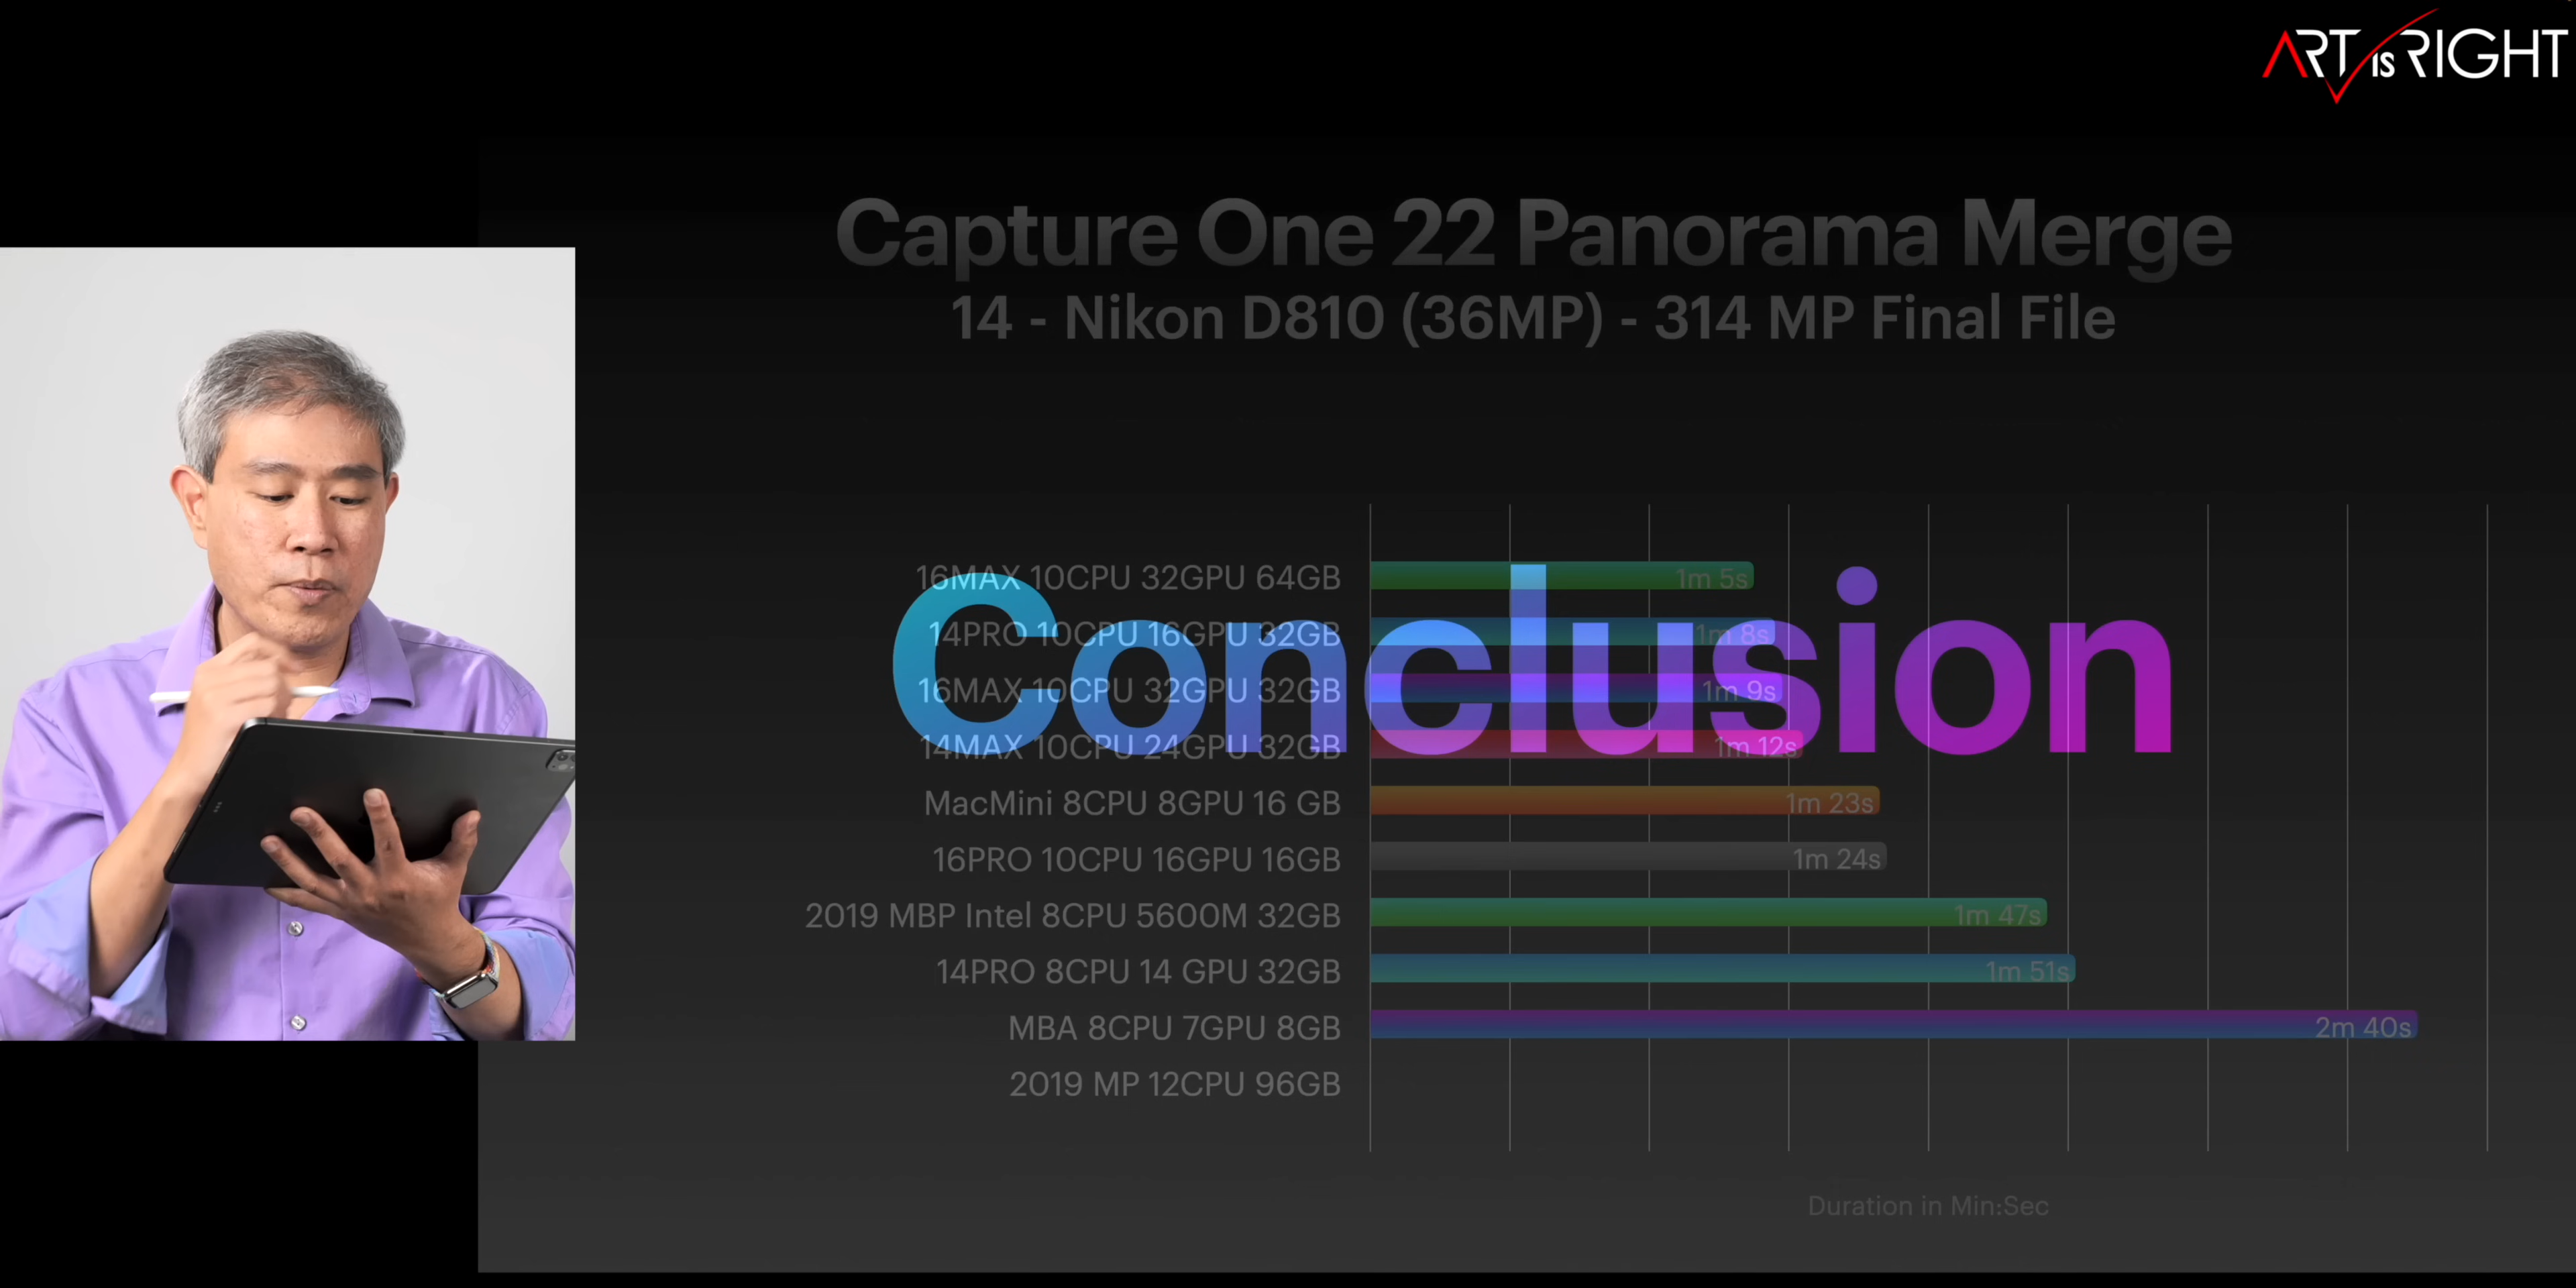 ART is RIGHT
Capture One 22 Panorama Merge
14 - Nikon D810 (36MP) - 314 MP Final File
Conclusion
16MAX 10CPU 32GPU 64GB 1m 5s
14PRO 10CPU 16GPU 32GB 1m 8s
16MAX 10CPU 32GPU 32GB 1m 9s
14MAX 10CPU 24GPU 32GB 1m 12s
MacMini 8CPU 8GPU 16 GB 1m 23s
16PRO 10CPU 16GPU 16GB 1m 24s
2019 MBP Intel 8CPU 5600M 32GB 1m 47s
14PRO 8CPU 14 GPU 32GB 1m 51s
MBA 8CPU 7GPU 8GB 2m 40s
2019 MP 12CPU 96GB
Duration in Min:Sec